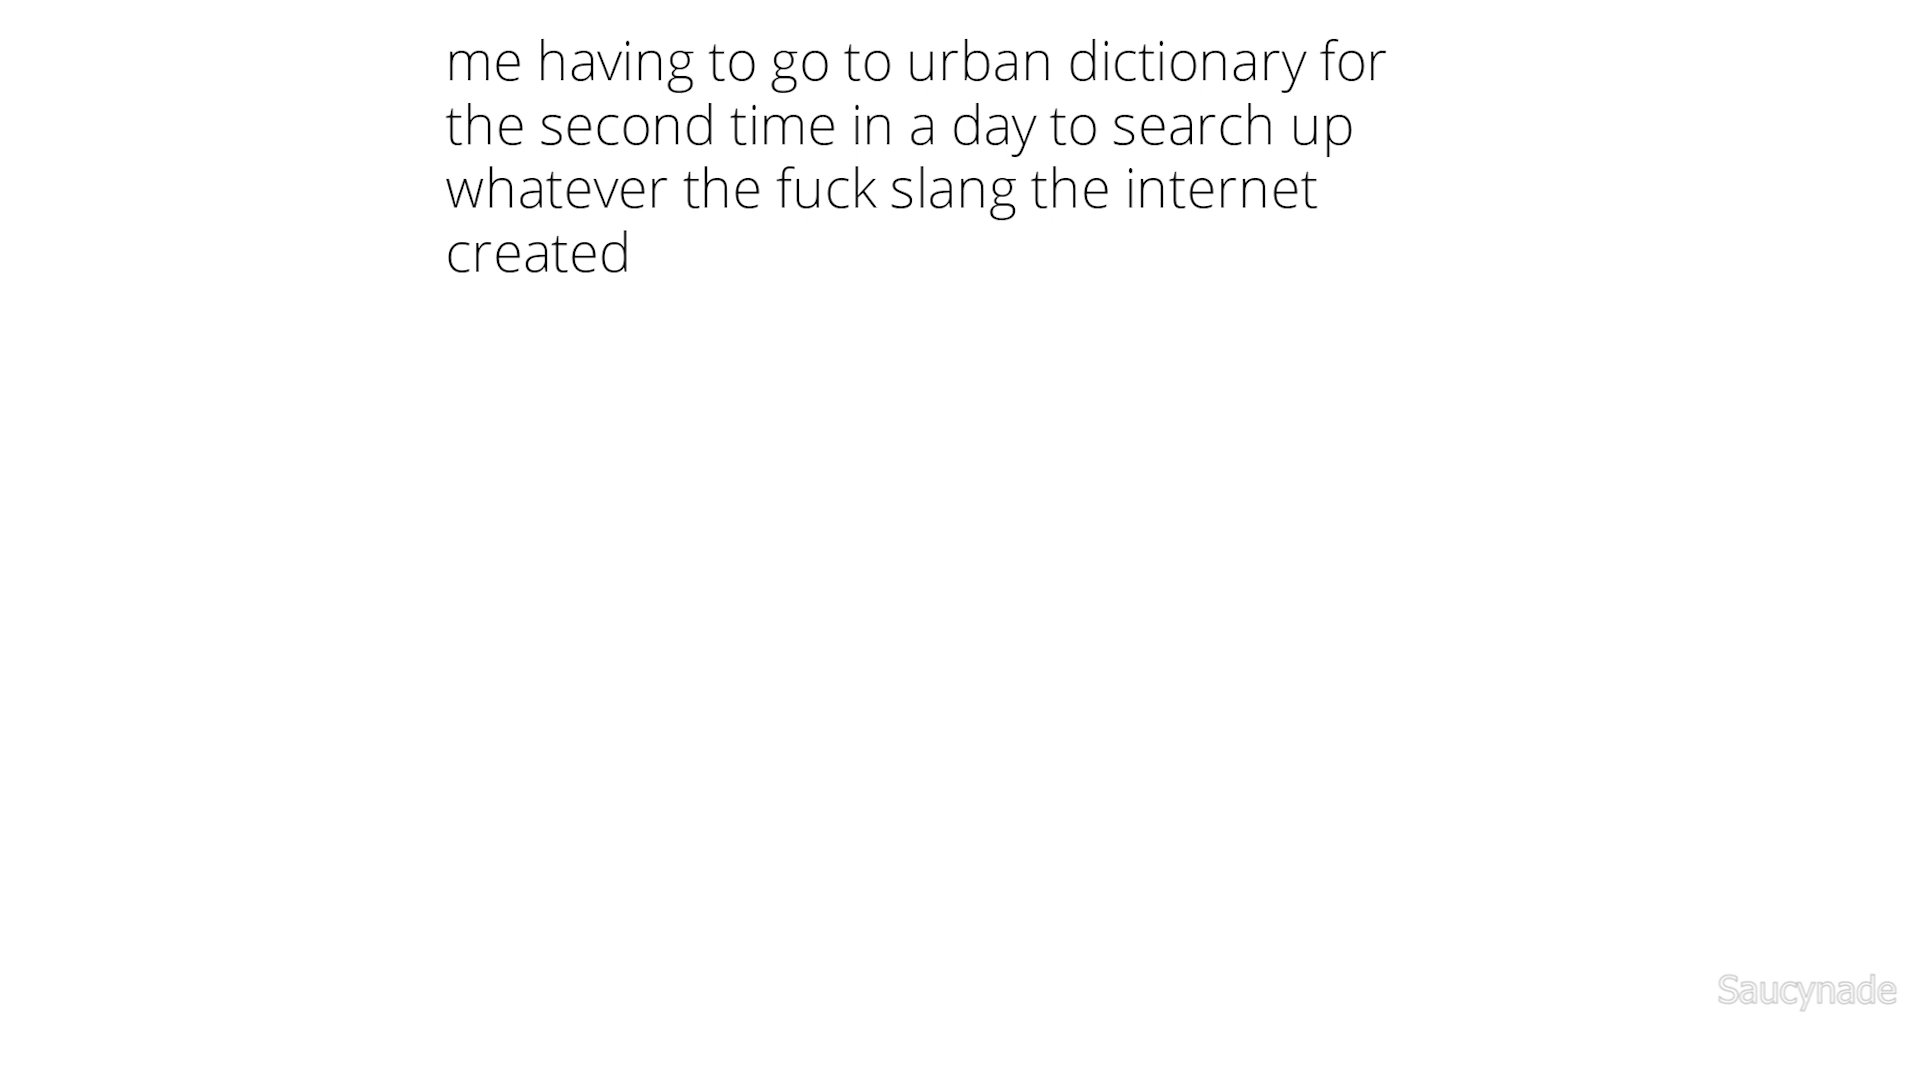 me having to go to urban dictionary for
the second time in a day to search up
whatever the fuck slang the internet
created
Saucynade